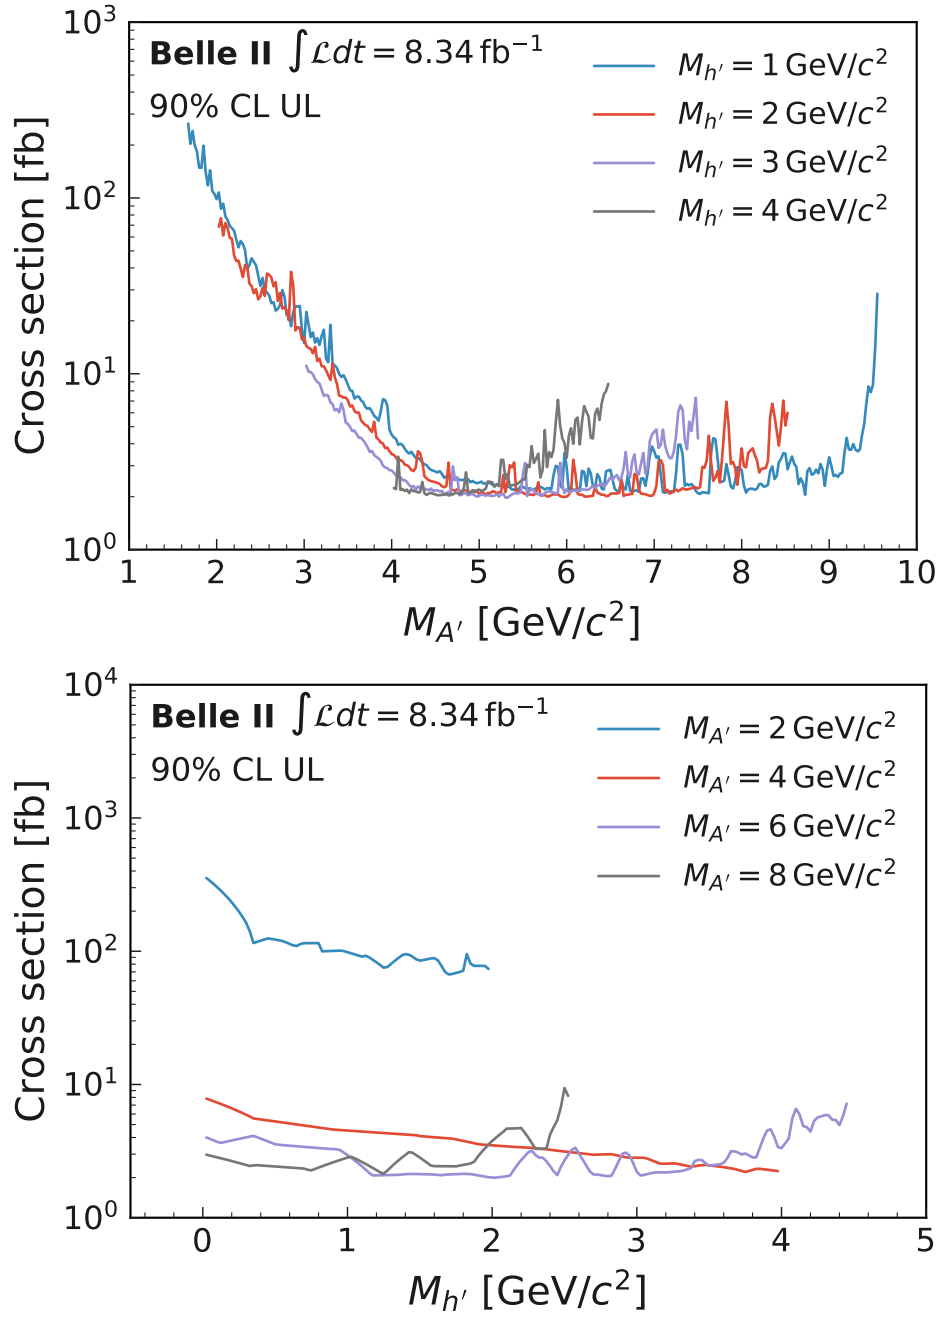 10³
Belle II ∫ℒdt = 8.34 fb⁻¹
90% CL UL
M_h′ = 1 GeV/c²
M_h′ = 2 GeV/c²
M_h′ = 3 GeV/c²
M_h′ = 4 GeV/c²
10²
10¹
10⁰
Cross section [fb]
1 2 3 4 5 6 7 8 9 10
M_A′ [GeV/c²]
10⁴
Belle II ∫ℒdt = 8.34 fb⁻¹
90% CL UL
M_A′ = 2 GeV/c²
M_A′ = 4 GeV/c²
M_A′ = 6 GeV/c²
M_A′ = 8 GeV/c²
10³
10²
10¹
10⁰
Cross section [fb]
0 1 2 3 4 5
M_h′ [GeV/c²]